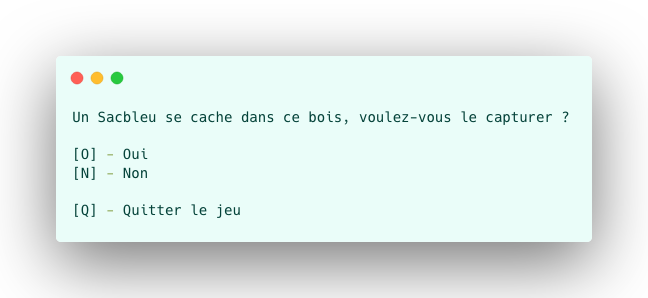 Un Sacbleu se cache dans ce bois, voulez-vous le capturer ?
[O] - Oui
[N] - Non
[Q] - Quitter le jeu